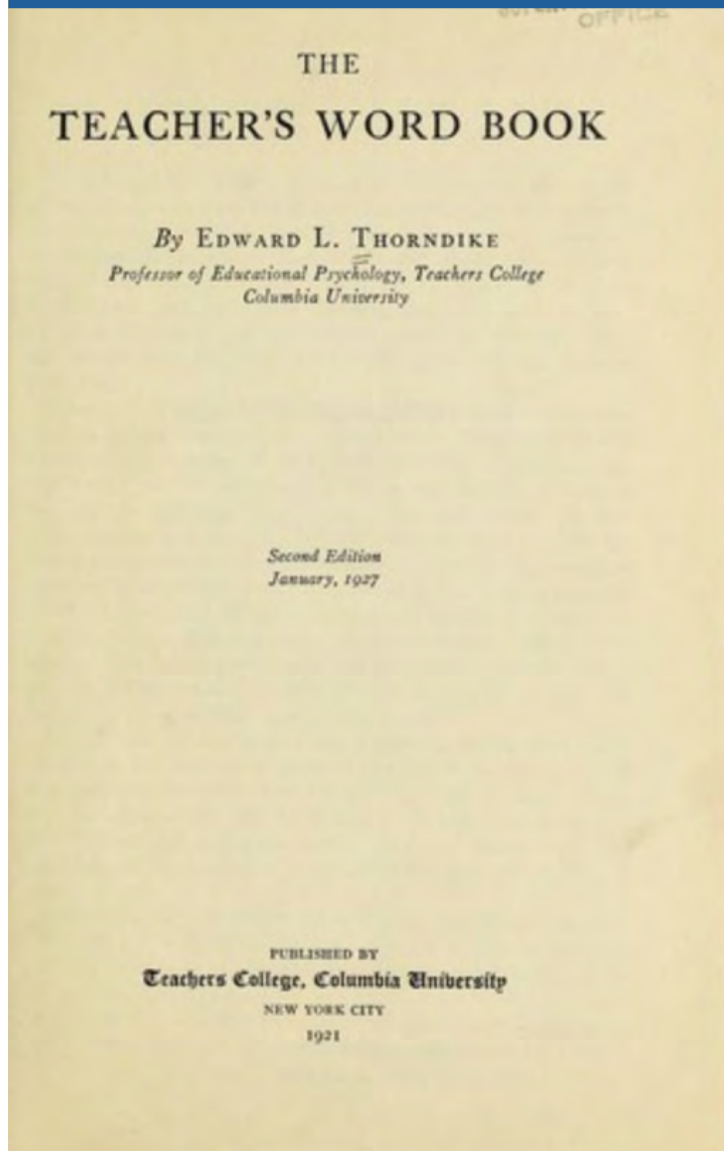 OFFICE
THE
TEACHER'S WORD BOOK
By EDWARD L. THORNDIKE
Professor of Educational Psychology, Teachers College
Columbia University
Second Edition
January, 1927
PUBLISHED BY
Teachers College, Columbia University
NEW YORK CITY
1921